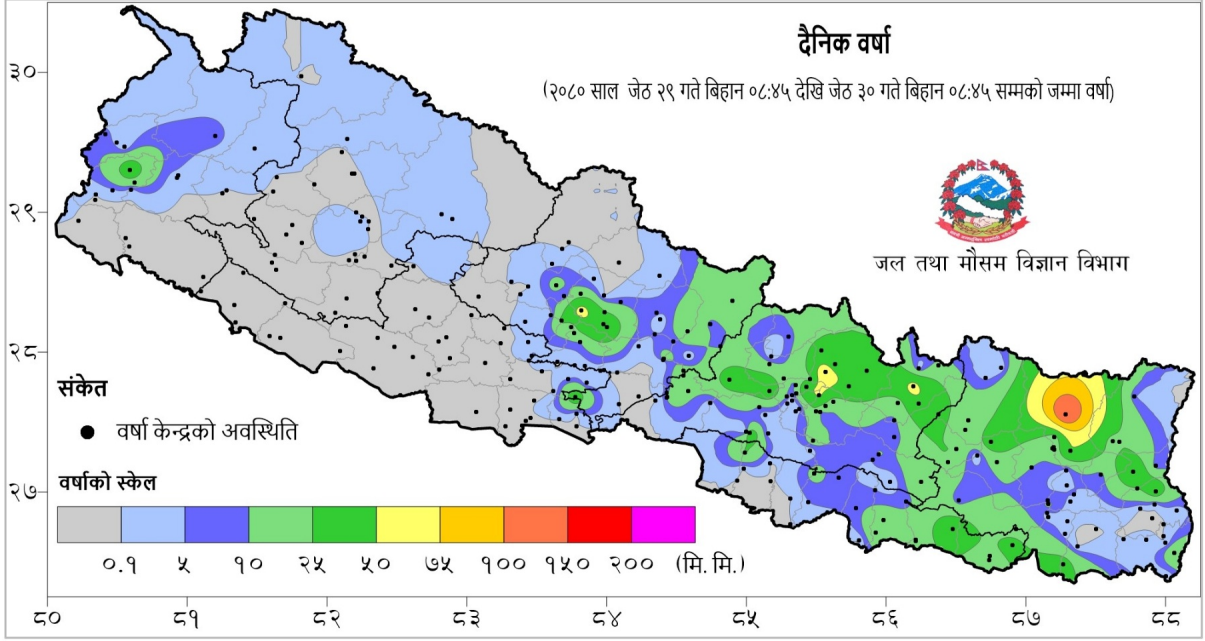 दैनिक वर्षा
(२०८० साल जेठ २९ गते बिहान ०८:४५ देखि जेठ ३० गते बिहान ०८:४५ सम्मको जम्मा वर्षा)
जल तथा मौसम विज्ञान विभाग
३०
२९
२८
२७
संकेत
वर्षा केन्द्रको अवस्थिति
वर्षाको स्केल
०.१ ५ १० २५ ५० ७५ १०० १५० २०० (मि. मि.)
८० ८१ ८२ ८३ ८४ ८५ ८६ ८७ ८८